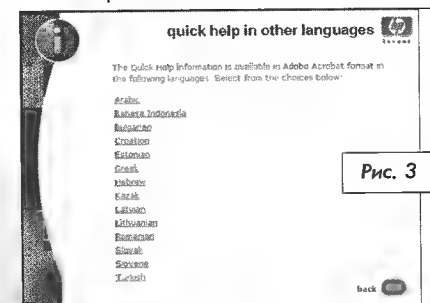 quick help in other languages
hp
invent
The Quick Help information is available in Adobe Acrobat format in
the following languages. Select from the choices below:
Arabic
Bahasa Indonesia
Bulgarian
Croatian
Estonian
Greek
Hebrew
Kazak
Latvian
Lithuanian
Romanian
Slovak
Slovene
Turkish
Рис. 3
back